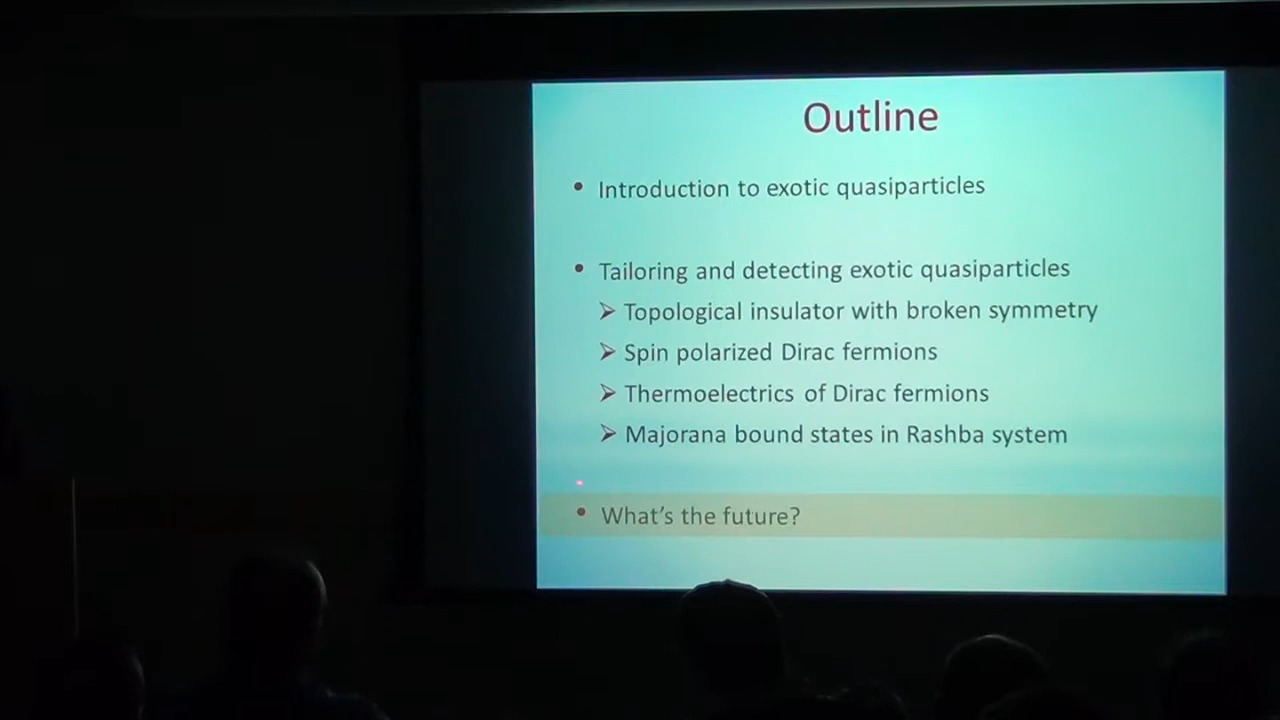 Outline
• Introduction to exotic quasiparticles
• Tailoring and detecting exotic quasiparticles
➢ Topological insulator with broken symmetry
➢ Spin polarized Dirac fermions
➢ Thermoelectrics of Dirac fermions
➢ Majorana bound states in Rashba system
• What's the future?